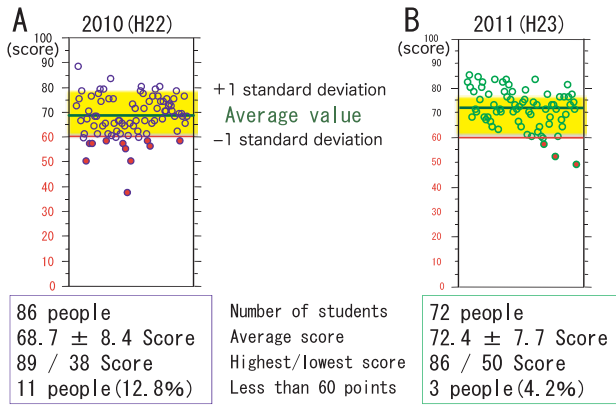 A 2010(H22)
(score)
100
90
80
70
60
50
40
30
20
10
0
+1 standard deviation
Average value
−1 standard deviation
B 2011(H23)
(score)
100
90
80
70
60
50
40
30
20
10
0
86 people
68.7 ± 8.4 Score
89 / 38 Score
11 people(12.8%)
Number of students
Average score
Highest/lowest score
Less than 60 points
72 people
72.4 ± 7.7 Score
86 / 50 Score
3 people(4.2%)